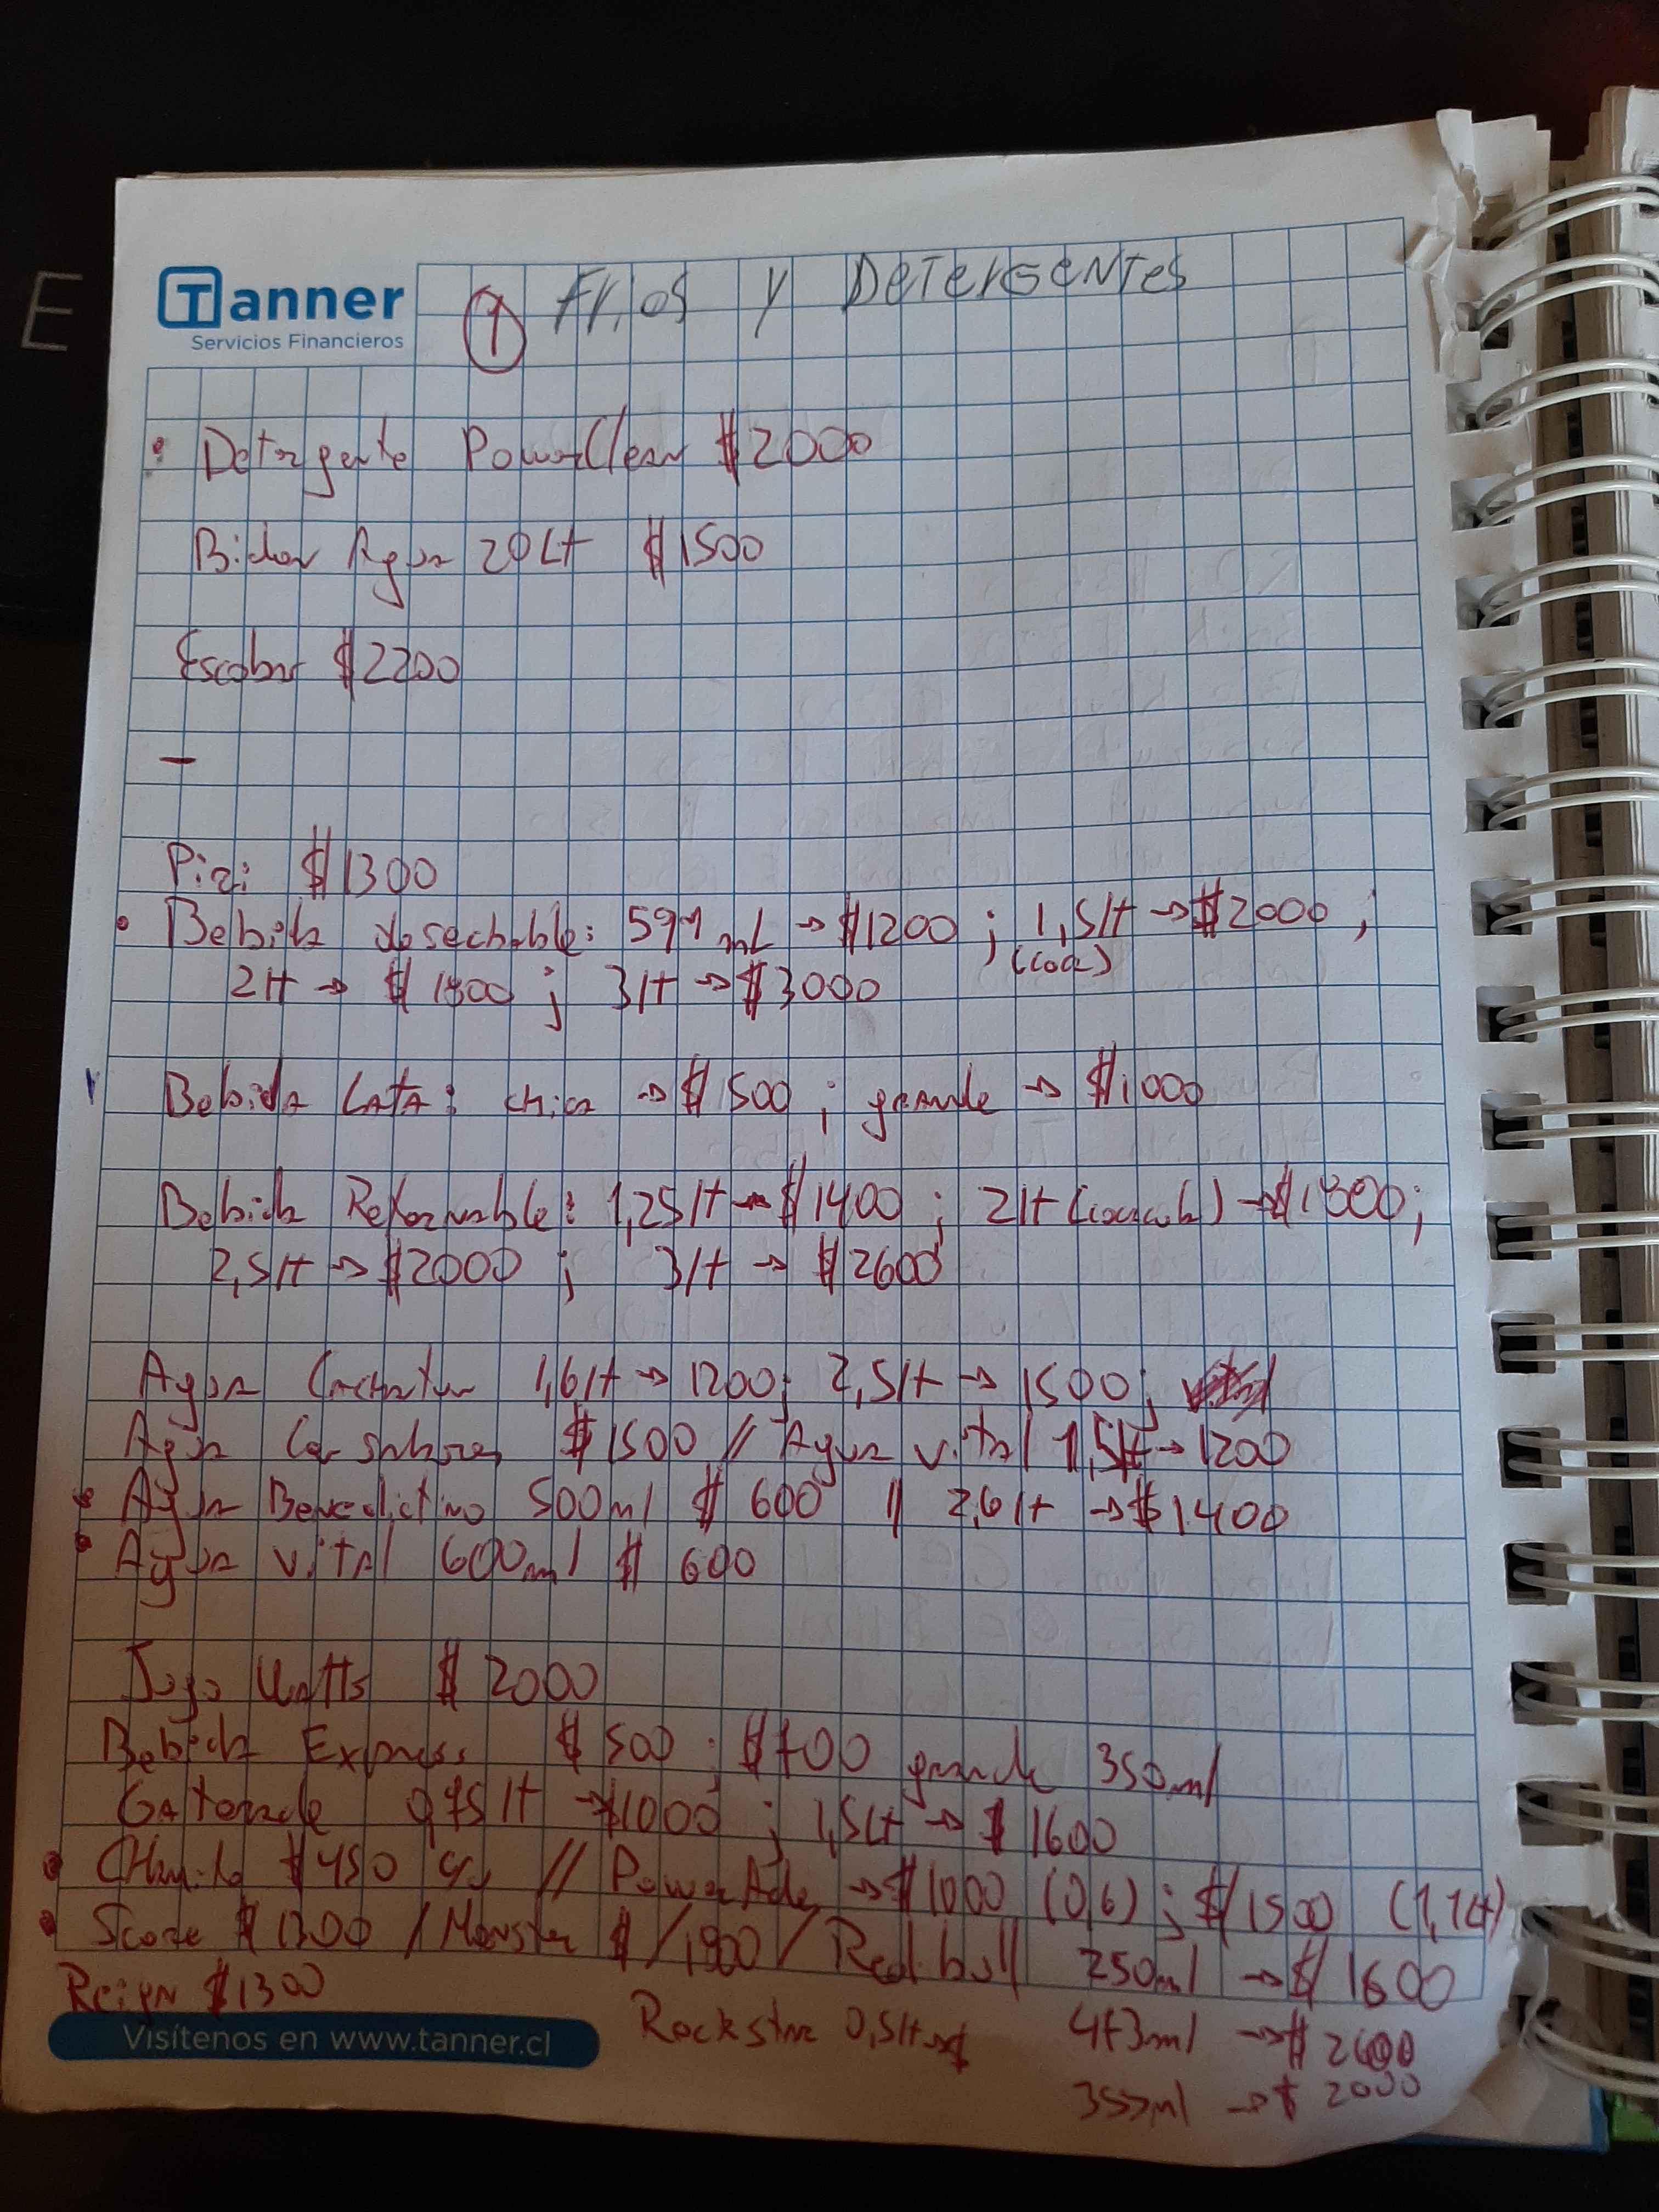 E
Tanner
Servicios Financieros
1 Fríos y Detergentes
Detergente PowerClean $2000
Bidon Agua 20Lt $1500
Escobas $2200
-
$1300
Bebida desechable: 591 mL → $1200 ; 1,5lt → $2000 ;
(coca)
2lt → $1800 ; 3lt → $3000
Bebida Lata: chica → $500 ; grande → $1000
Bebida Retornable: 1,25lt → $1400 ; 2lt → $1800;
2,5lt → $2000 ; 3lt → $2600
Agua Cachantun 1,6lt → 1200; 2,5lt → 1500;
Agua Con sabores $1500 // Agua vital 1,5lt → 1200
Agua Benedictino 500ml $ 600 // 2,6lt → $1.400
Agua vital 600ml $ 600
Jugo Watts $ 2000
Bebida Express $ 500 ; $700 grande 350ml
Gatorade 0,75lt → $1000 ; 1,5lt → $ 1600
Chamito $450 // PowerAde → $1000 (0,6) ; $1500 (1,1lt)
Score $1300 / Monster $ / 1900 / Red bull 250ml → $1600
Reign $1300
Rockstar 0,5lt → $ 473ml → $ 2600
355ml → $ 2000
Visítenos en www.tanner.cl